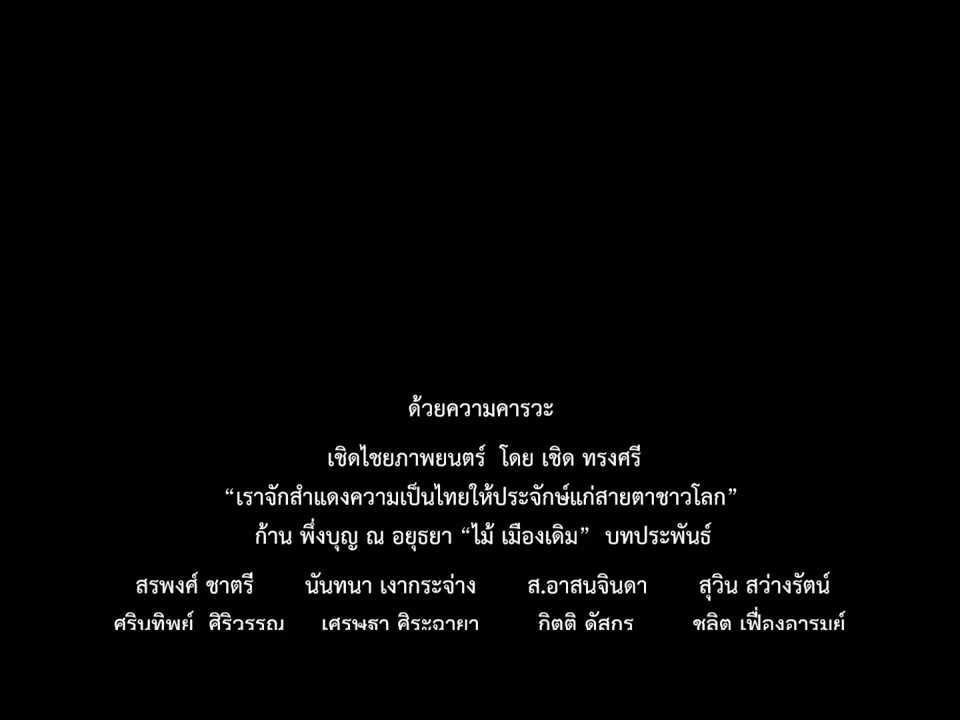 ด้วยความคารวะ
เชิดไชยภาพยนตร์ โดย เชิด ทรงศรี
“เราจักสำแดงความเป็นไทยให้ประจักษ์แก่สายตาชาวโลก”
ก้าน พึ่งบุญ ณ อยุธยา “ไม้ เมืองเดิม” บทประพันธ์
สรพงศ์ ชาตรี นันทนา เงากระจ่าง ส.อาสนจินดา สุวิน สว่างรัตน์
ศรินทิพย์ ศิริวรรณ เศรษฐา ศิระฉายา กิตติ ดัสกร ชลิต เฟื่องอารมย์